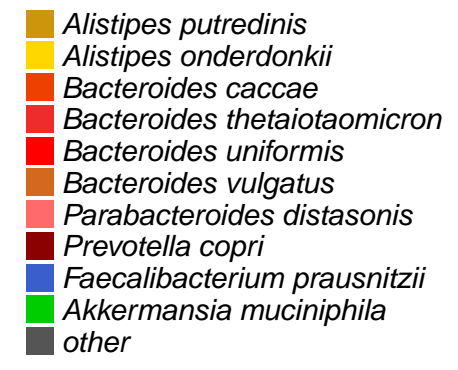 Alistipes putredinis
Alistipes onderdonkii
Bacteroides caccae
Bacteroides thetaiotaomicron
Bacteroides uniformis
Bacteroides vulgatus
Parabacteroides distasonis
Prevotella copri
Faecalibacterium prausnitzii
Akkermansia muciniphila
other